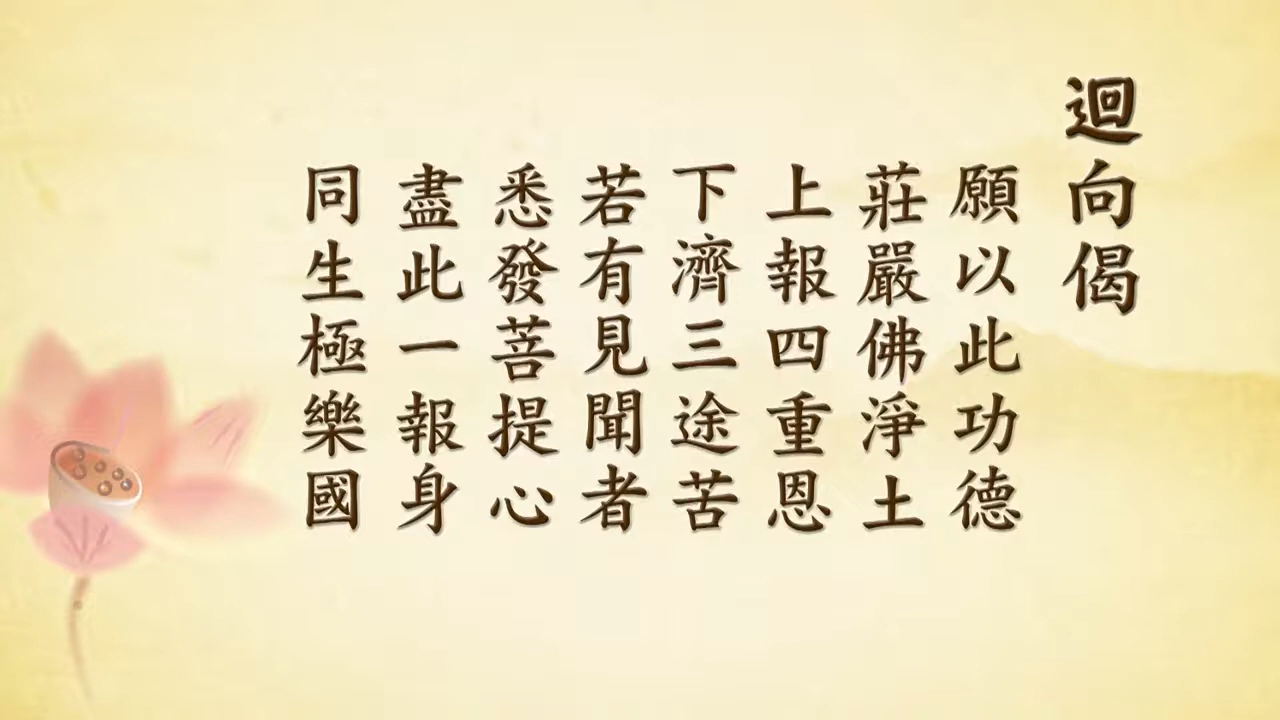 迴向偈
願以此功德
莊嚴佛淨土
上報四重恩
下濟三途苦
若有見聞者
悉發菩提心
盡此一報身
同生極樂國